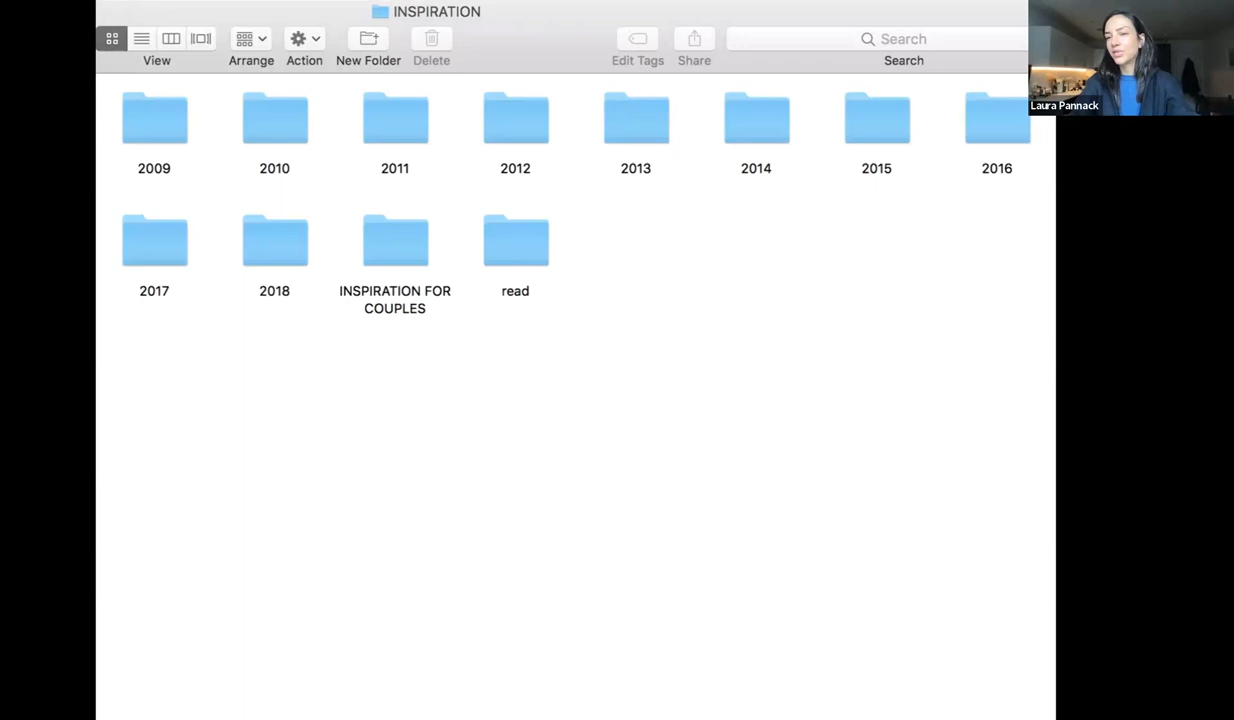 INSPIRATION
Search
View
Arrange
Action
New Folder
Delete
Edit Tags
Share
Search
Laura Pannack
2009
2010
2011
2012
2013
2014
2015
2016
2017
2018
INSPIRATION FOR
COUPLES
read